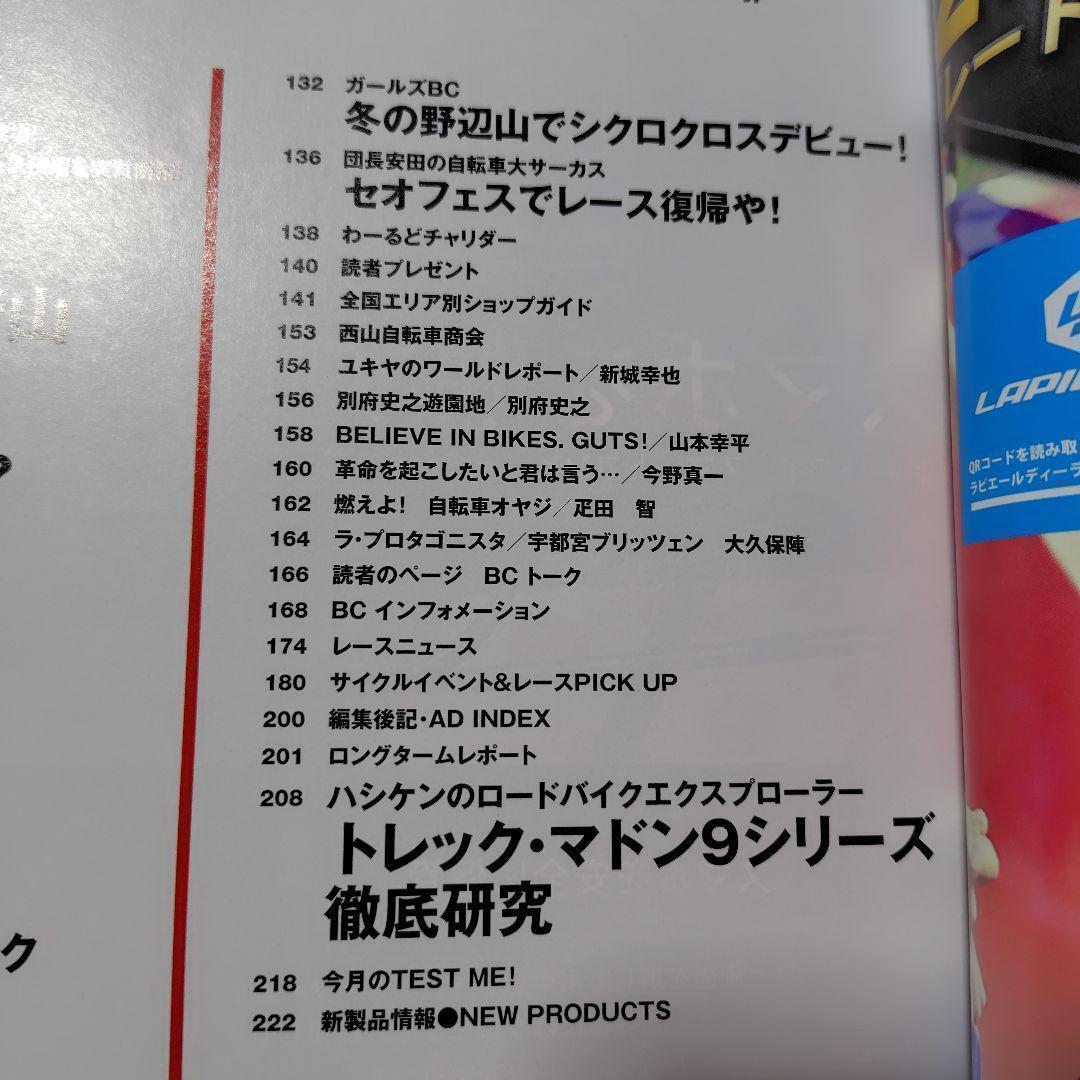 132 ガールズBC
冬の野辺山でシクロクロスデビュー!
136 団長安田の自転車大サーカス
セオフェスでレース復帰や!
138 わーるどチャリダー
140 読者プレゼント
141 全国エリア別ショップガイド
153 西山自転車商会
154 ユキヤのワールドレポート/新城幸也
156 別府史之遊園地/別府史之
158 BELIEVE IN BIKES. GUTS!/山本幸平
160 革命を起こしたいと君は言う…/今野真一
162 燃えよ! 自転車オヤジ/疋田 智
164 ラ・プロタゴニスタ/宇都宮ブリッツェン 大久保陣
166 読者のページ BCトーク
168 BC インフォメーション
174 レースニュース
180 サイクルイベント&レースPICK UP
200 編集後記・AD INDEX
201 ロングタームレポート
208 ハシケンのロードバイクエクスプローラー
トレック・マドン9シリーズ
徹底研究
218 今月のTEST ME!
222 新製品情報●NEW PRODUCTS
山
ク
LAPI
QRコードを読み取
ラピエールディーラ